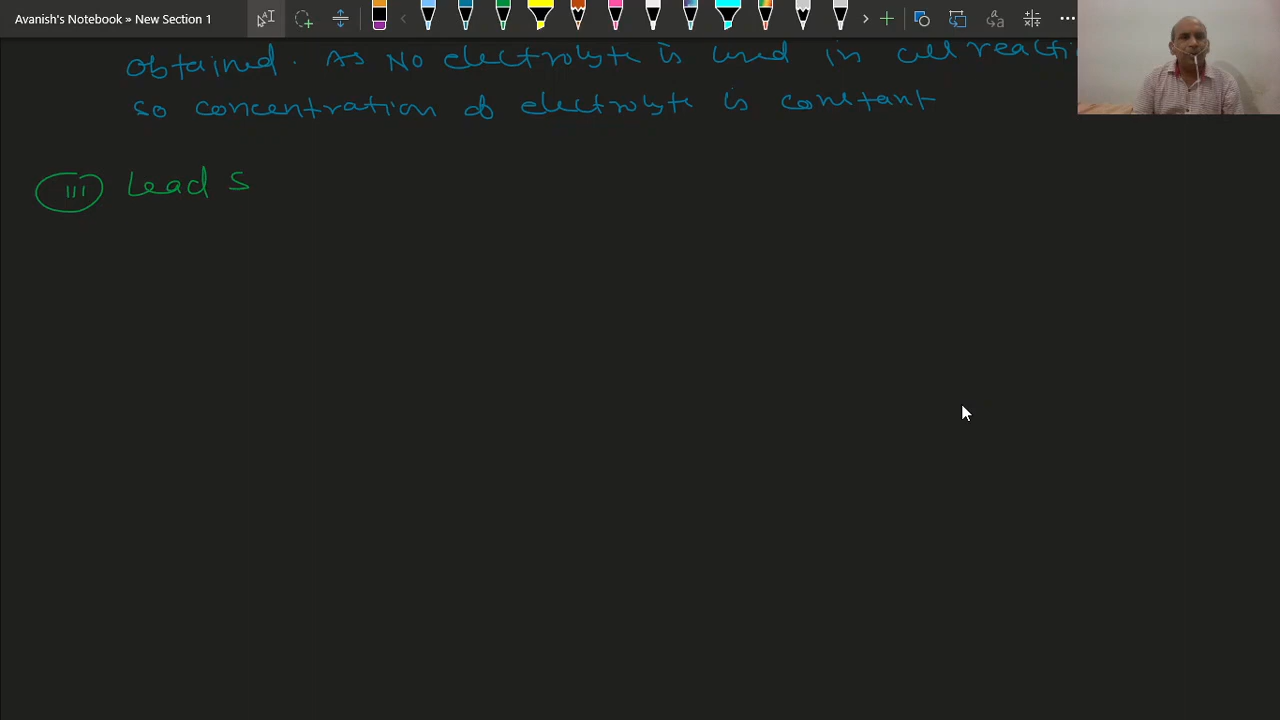 Avanish's Notebook » New Section 1
obtained. As No electrolyte is used in cell reacti
so concentration of electrolyte is constant
iii Lead S